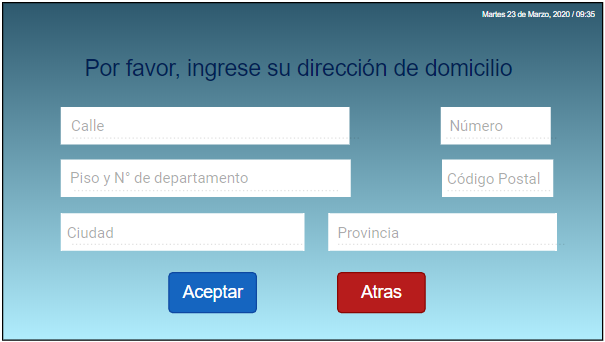 Martes 23 de Marzo, 2020 / 09:35
Por favor, ingrese su dirección de domicilio
Calle
Número
Piso y N° de departamento
Código Postal
Ciudad
Provincia
Aceptar
Atras